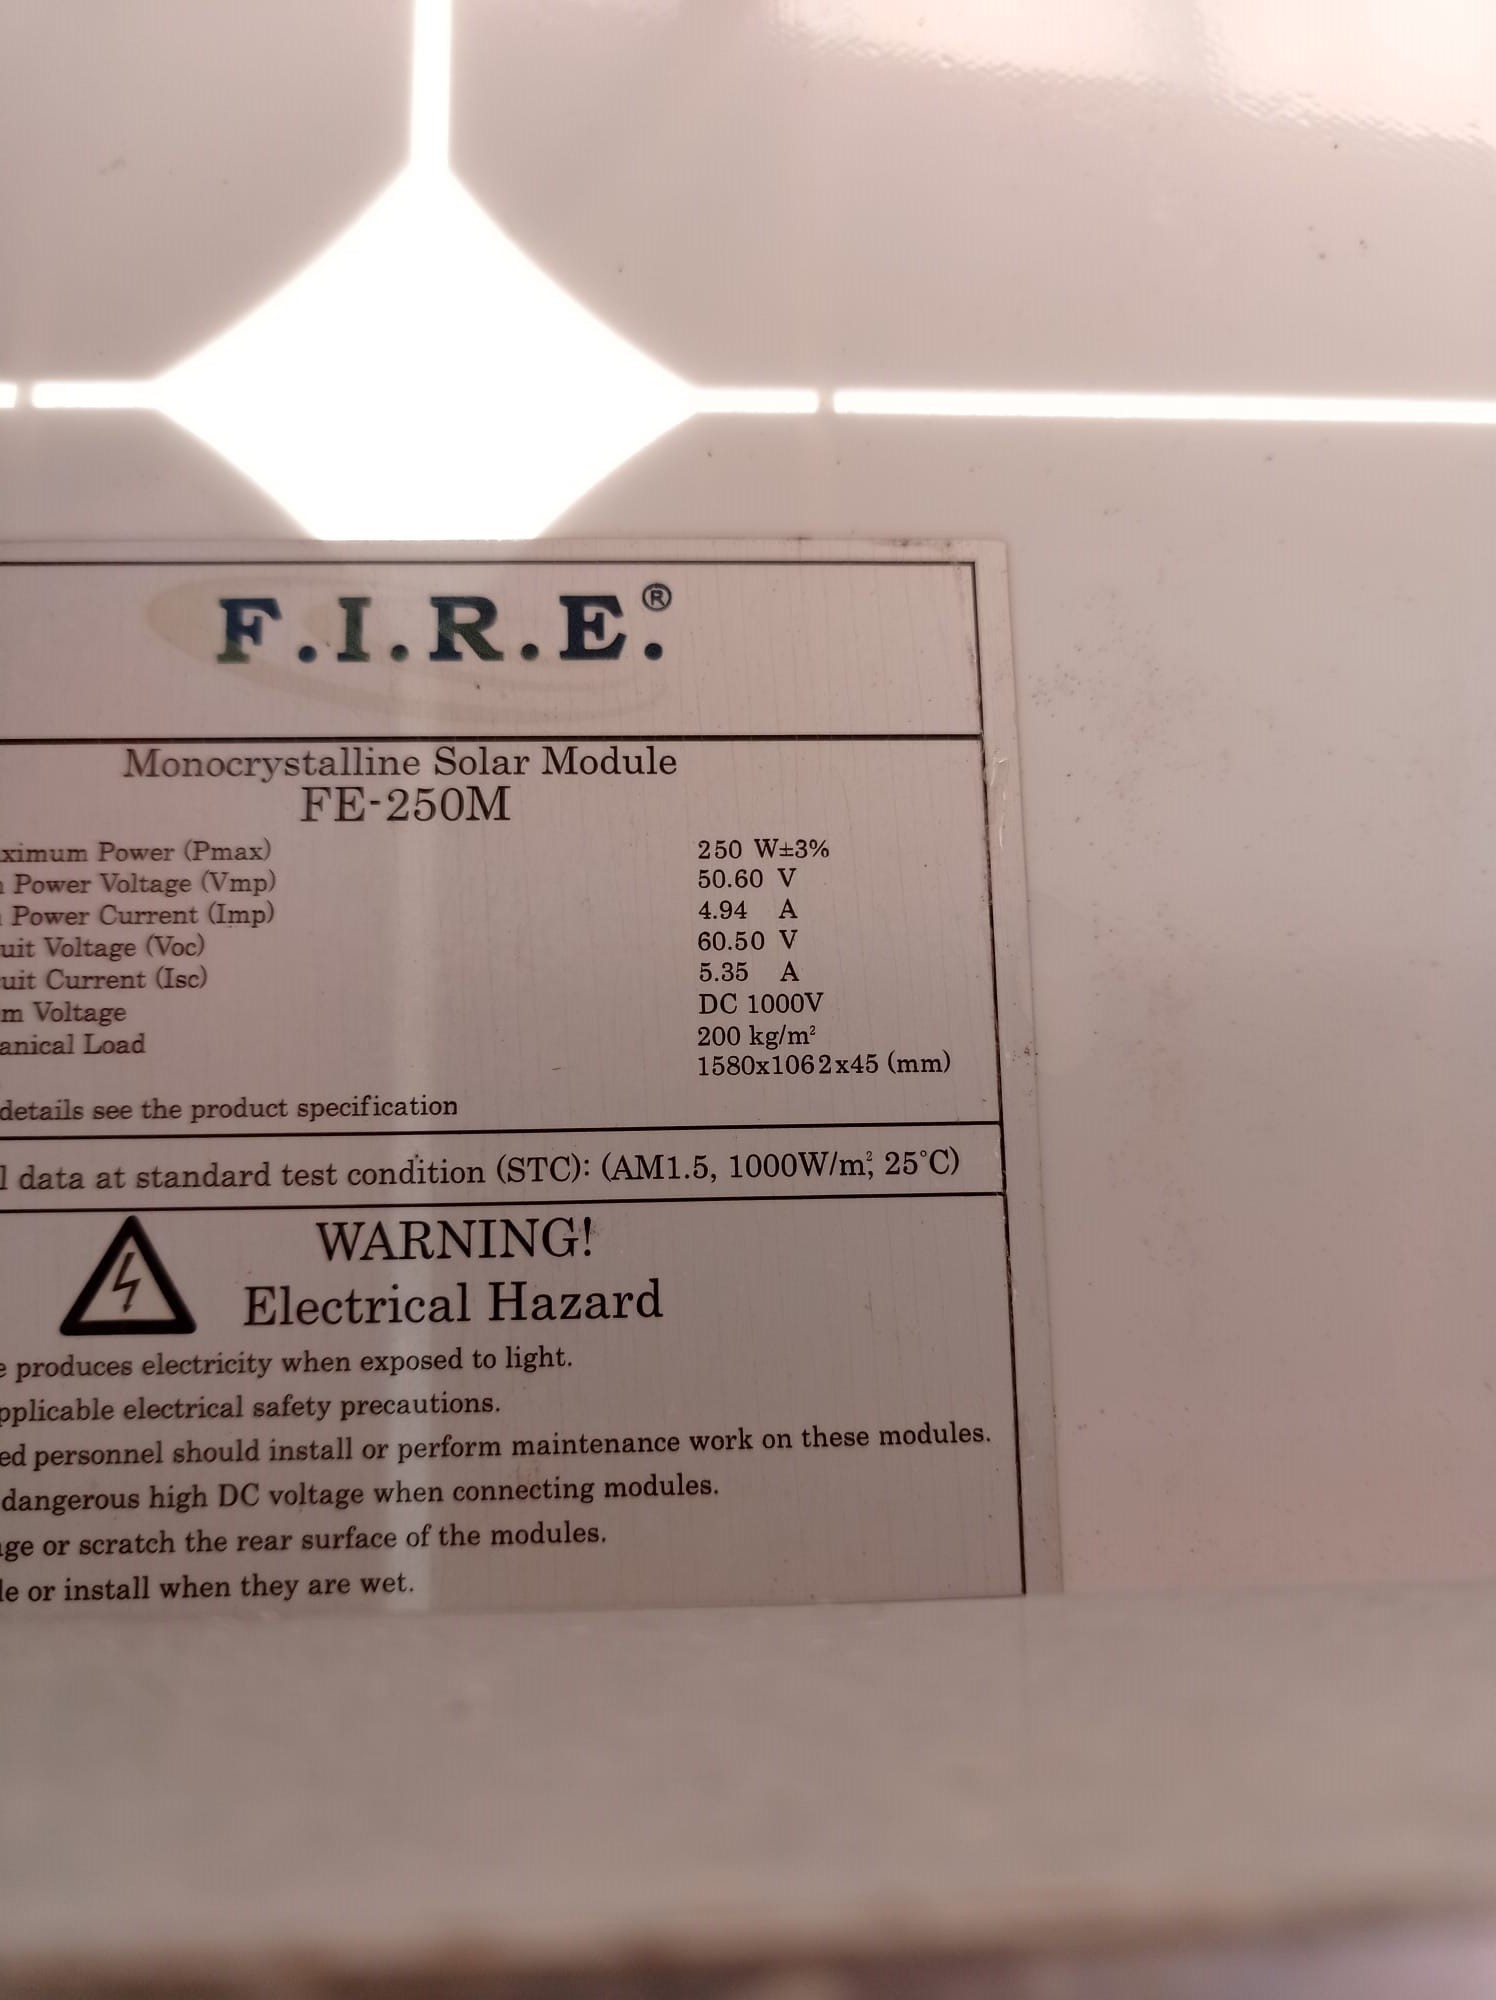 F.I.R.E.®
Monocrystalline Solar Module
FE-250M
ximum Power (Pmax) 250 W±3%
Power Voltage (Vmp) 50.60 V
Power Current (Imp) 4.94 A
uit Voltage (Voc) 60.50 V
uit Current (Isc) 5.35 A
m Voltage DC 1000V
anical Load 200 kg/m²
1580x1062x45 (mm)
details see the product specification
l data at standard test condition (STC): (AM1.5, 1000W/m², 25°C)
WARNING!
Electrical Hazard
e produces electricity when exposed to light.
pplicable electrical safety precautions.
ed personnel should install or perform maintenance work on these modules.
dangerous high DC voltage when connecting modules.
ge or scratch the rear surface of the modules.
le or install when they are wet.